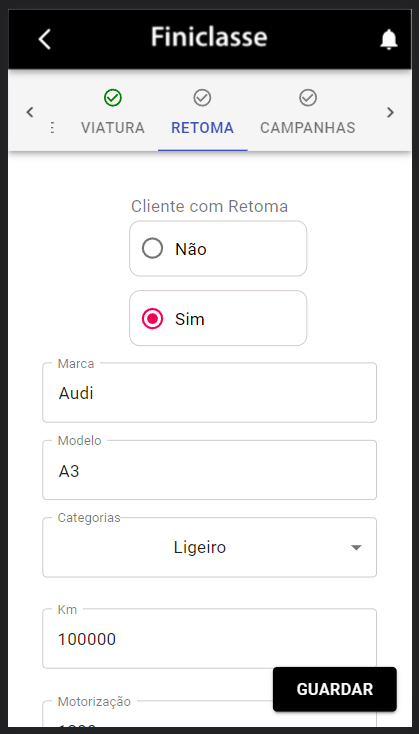 Finiclasse
E VIATURA RETOMA CAMPANHAS
Cliente com Retoma
Não
Sim
Marca
Audi
Modelo
A3
Categorias
Ligeiro
Km
100000
GUARDAR
Motorização